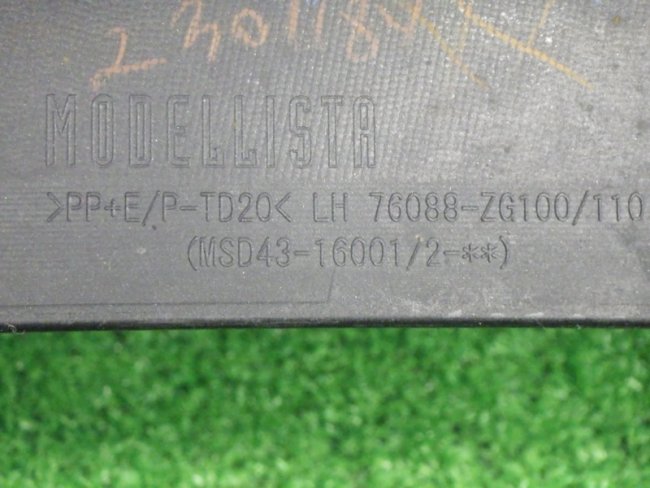 MODELLISTA
>PP+E/P-TD20< LH 76088-ZG100/110
(MSD43-16001/2-**)